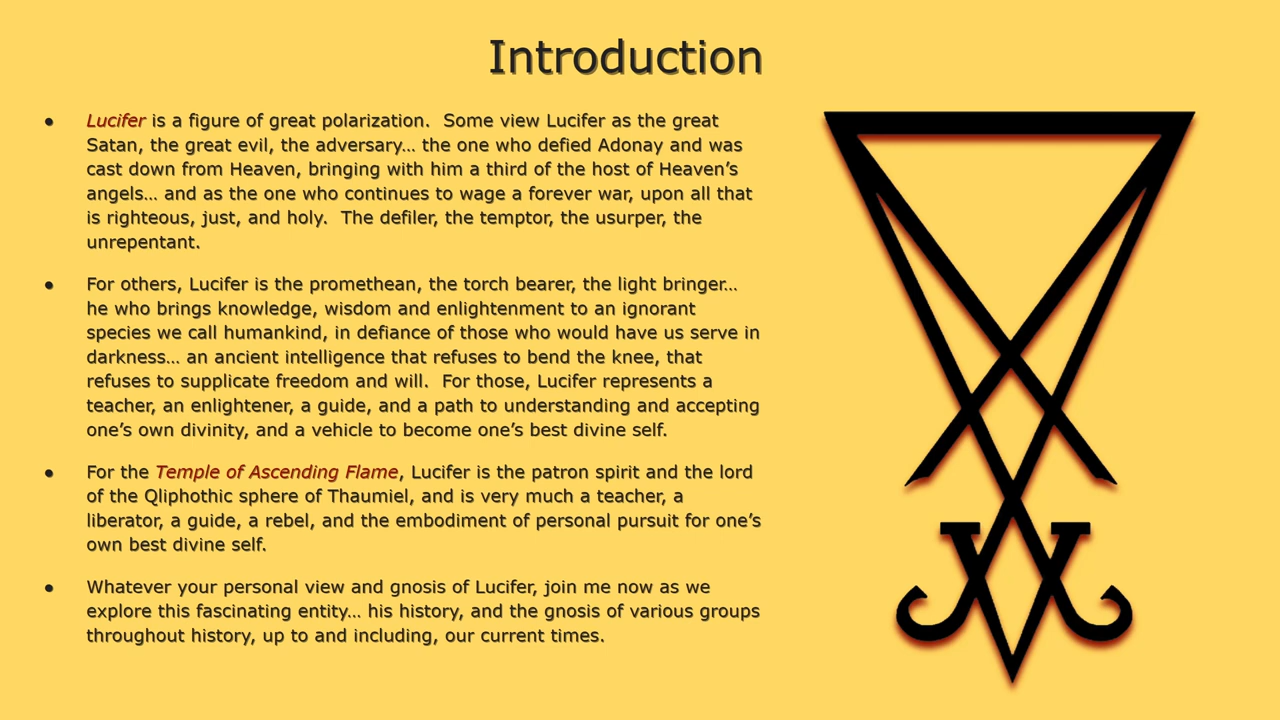 Introduction
● Lucifer is a figure of great polarization.  Some view Lucifer as the great
Satan, the great evil, the adversary… the one who defied Adonay and was
cast down from Heaven, bringing with him a third of the host of Heaven’s
angels… and as the one who continues to wage a forever war, upon all that
is righteous, just, and holy.  The defiler, the temptor, the usurper, the
unrepentant.
● For others, Lucifer is the promethean, the torch bearer, the light bringer…
he who brings knowledge, wisdom and enlightenment to an ignorant
species we call humankind, in defiance of those who would have us serve in
darkness… an ancient intelligence that refuses to bend the knee, that
refuses to supplicate freedom and will.  For those, Lucifer represents a
teacher, an enlightener, a guide, and a path to understanding and accepting
one’s own divinity, and a vehicle to become one’s best divine self.
● For the Temple of Ascending Flame, Lucifer is the patron spirit and the lord
of the Qliphothic sphere of Thaumiel, and is very much a teacher, a
liberator, a guide, a rebel, and the embodiment of personal pursuit for one’s
own best divine self.
● Whatever your personal view and gnosis of Lucifer, join me now as we
explore this fascinating entity… his history, and the gnosis of various groups
throughout history, up to and including, our current times.